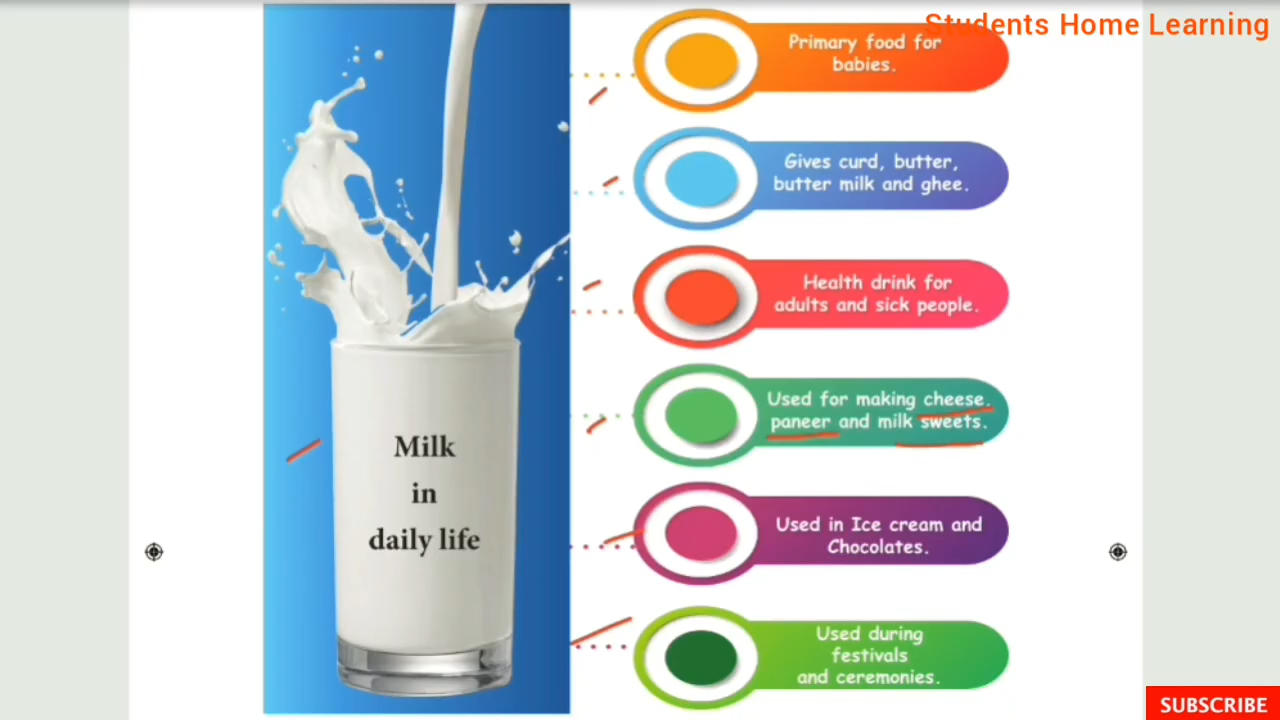 Students Home Learning
Primary food for
babies.
Gives curd, butter,
butter milk and ghee.
Health drink for
adults and sick people.
Used for making cheese.
paneer and milk sweets.
Milk
in
daily life
Used in Ice cream and
Chocolates.
Used during
festivals
and ceremonies.
SUBSCRIBE